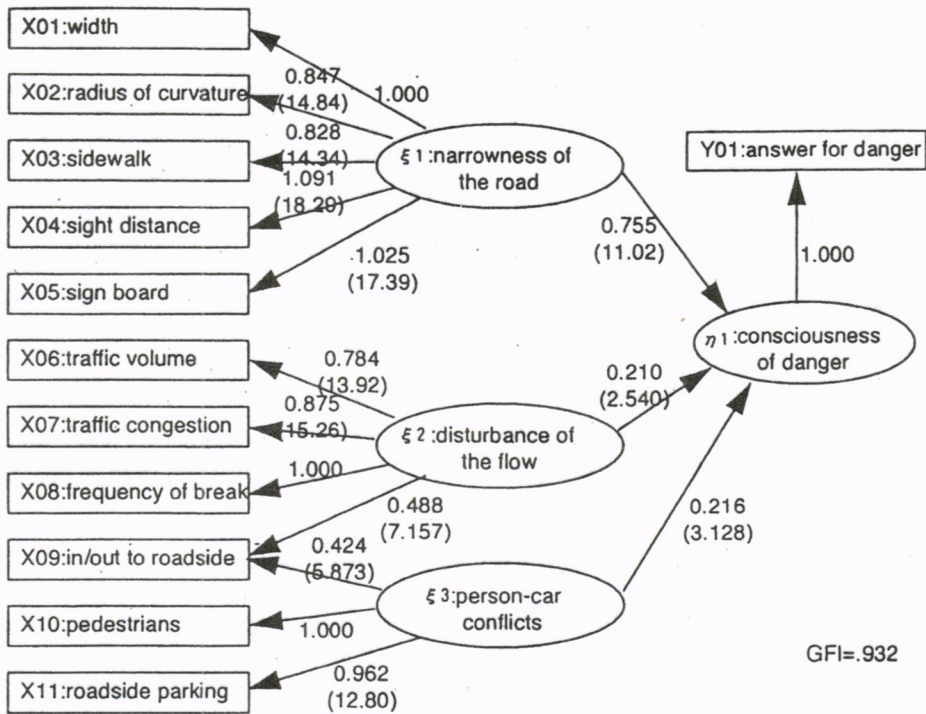 X01:width
X02:radius of curvature
X03:sidewalk
X04:sight distance
X05:sign board
X06:traffic volume
X07:traffic congestion
X08:frequency of break
X09:in/out to roadside
X10:pedestrians
X11:roadside parking
1.000
0.847
(14.84)
0.828
(14.34)
1.091
(18.29)
1.025
(17.39)
ξ1:narrowness of
the road
0.784
(13.92)
0.875
(15.26)
1.000
0.488
(7.157)
ξ2:disturbance of
the flow
0.424
(5.873)
1.000
0.962
(12.80)
ξ3:person-car
conflicts
0.755
(11.02)
0.210
(2.540)
0.216
(3.128)
Y01:answer for danger
1.000
η1:consciousness
of danger
GFI=.932